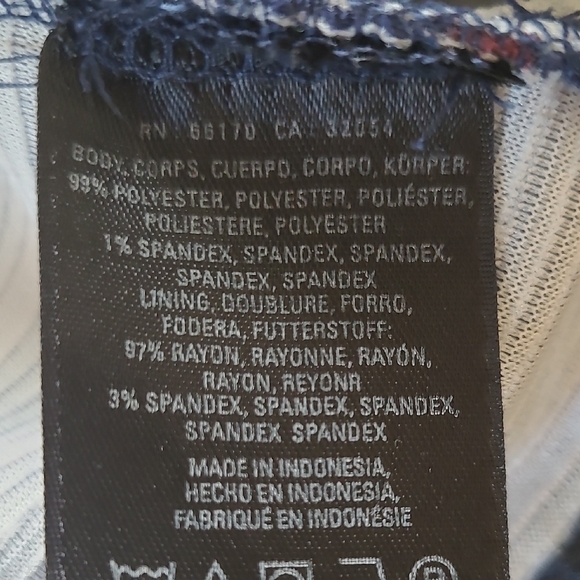 RN : 66170 CA : 32054
BODY, CORPS, CUERPO, CORPO, KÖRPER:
99% POLYESTER, POLYESTER, POLIÉSTER,
POLIESTERE, POLYESTER
1% SPANDEX, SPANDEX, SPANDEX,
SPANDEX, SPANDEX
LINING, DOUBLURE, FORRO,
FODERA, FUTTERSTOFF:
97% RAYON, RAYONNE, RAYÓN,
RAYON, REYONR
3% SPANDEX, SPANDEX, SPANDEX,
SPANDEX SPANDEX
MADE IN INDONESIA,
HECHO EN INDONESIA,
FABRIQUÉ EN INDONÉSIE